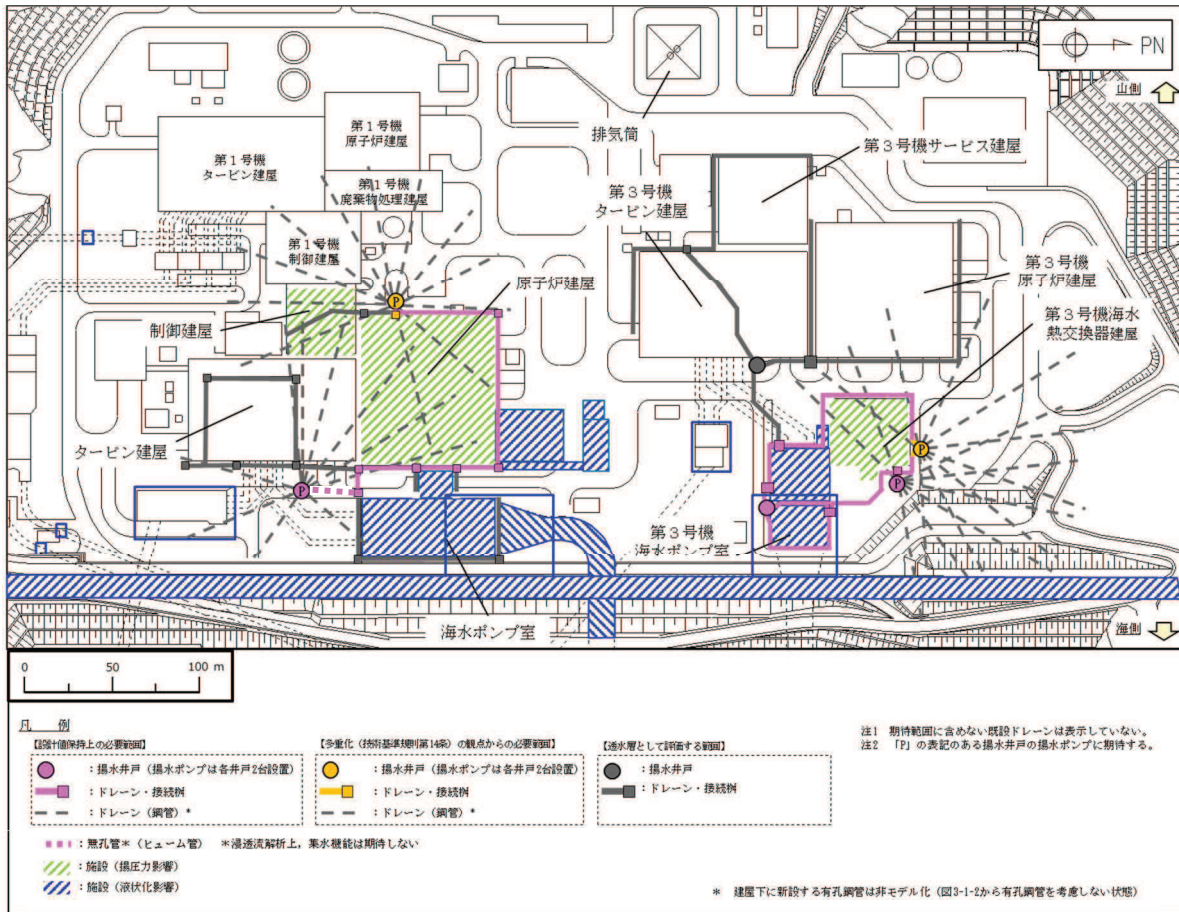 PN
山側
第1号機
原子炉建屋
第1号機
タービン建屋
第1号機
廃棄物処理建屋
第1号機
制御建屋
排気筒
第3号機サービス建屋
第3号機
タービン建屋
原子炉建屋
第3号機
原子炉建屋
第3号機海水
熱交換器建屋
制御建屋
タービン建屋
P
P
P
P
第3号機
海水ポンプ室
海水ポンプ室
海側
0 50 100 m
凡 例
【設計値保持上の必要範囲】
：揚水井戸（揚水ポンプは各井戸2台設置）
：ドレーン・接続桝
：ドレーン（鋼管）*
【多重化（技術基準規則第14条）の観点からの必要範囲】
：揚水井戸（揚水ポンプは各井戸2台設置）
：ドレーン・接続桝
：ドレーン（鋼管）*
【透水層として評価する範囲】
：揚水井戸
：ドレーン・接続桝
注1 期待範囲に含めない既設ドレーンは表示していない。
注2 「P」の表記のある揚水井戸の揚水ポンプに期待する。
：無孔管*（ヒューム管） *浸透流解析上，集水機能は期待しない
：施設（揚圧力影響）
：施設（液状化影響）
* 建屋下に新設する有孔鋼管は非モデル化（図3-1-2から有孔鋼管を考慮しない状態）